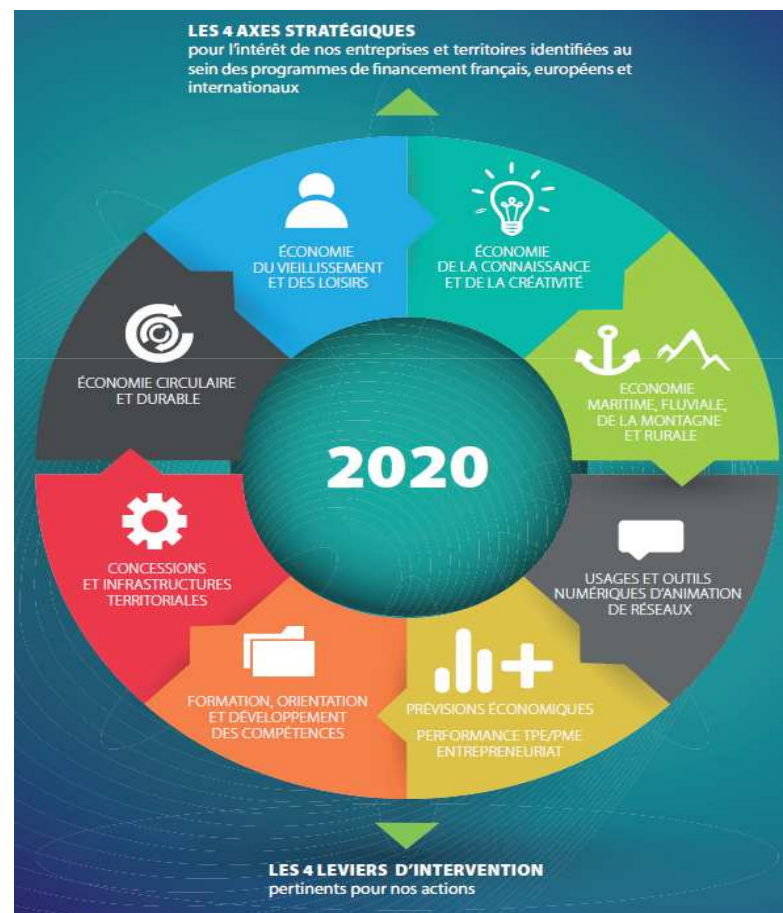 LES 4 AXES STRATÉGIQUES
pour l'intérêt de nos entreprises et territoires identifiées au
sein des programmes de financement français, européens et
internationaux
ÉCONOMIE
DU VIEILLISSEMENT
ET DES LOISIRS
ÉCONOMIE
DE LA CONNAISSANCE
ET DE LA CRÉATIVITÉ
ÉCONOMIE CIRCULAIRE
ET DURABLE
ECONOMIE
MARITIME, FLUVIALE,
DE LA MONTAGNE
ET RURALE
2020
CONCESSIONS
ET INFRASTRUCTURES
TERRITORIALES
USAGES ET OUTILS
NUMÉRIQUES D'ANIMATION
DE RÉSEAUX
FORMATION, ORIENTATION
ET DÉVELOPPEMENT
DES COMPÉTENCES
PRÉVISIONS ÉCONOMIQUES
PERFORMANCE TPE/PME
ENTREPRENEURIAT
LES 4 LEVIERS D'INTERVENTION
pertinents pour nos actions